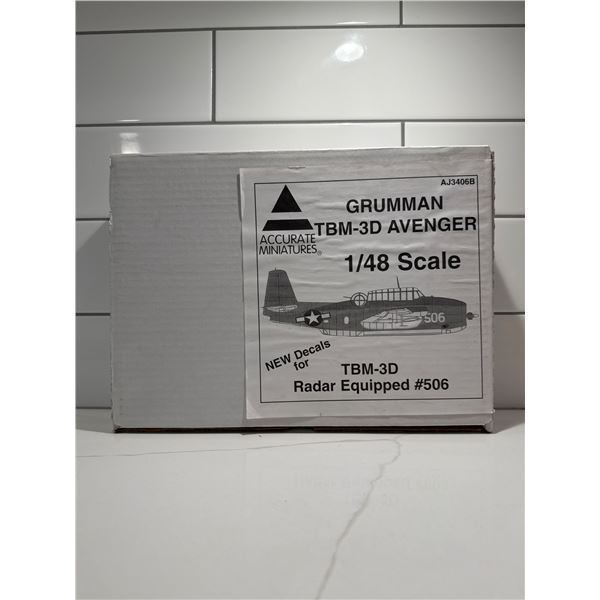 AJ3406B
ACCURATE
MINIATURES®
GRUMMAN
TBM-3D AVENGER
1/48 Scale
506
NEW Decals
for
TBM-3D
Radar Equipped #506